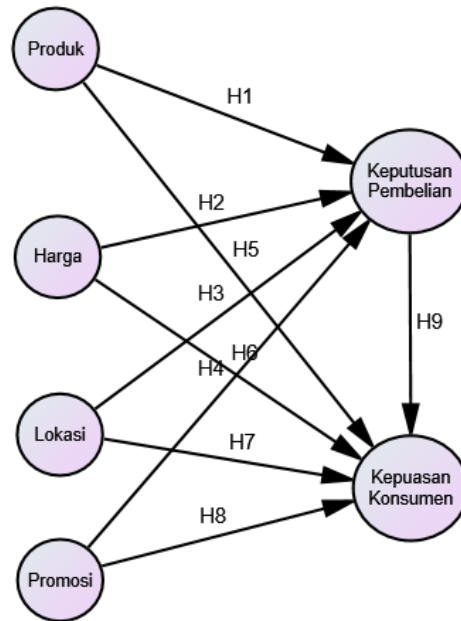 Produk
H1
Keputusan
Pembelian
H2
Harga
H5
H3
H9
H6
H4
Lokasi
H7
Kepuasan
Konsumen
H8
Promosi